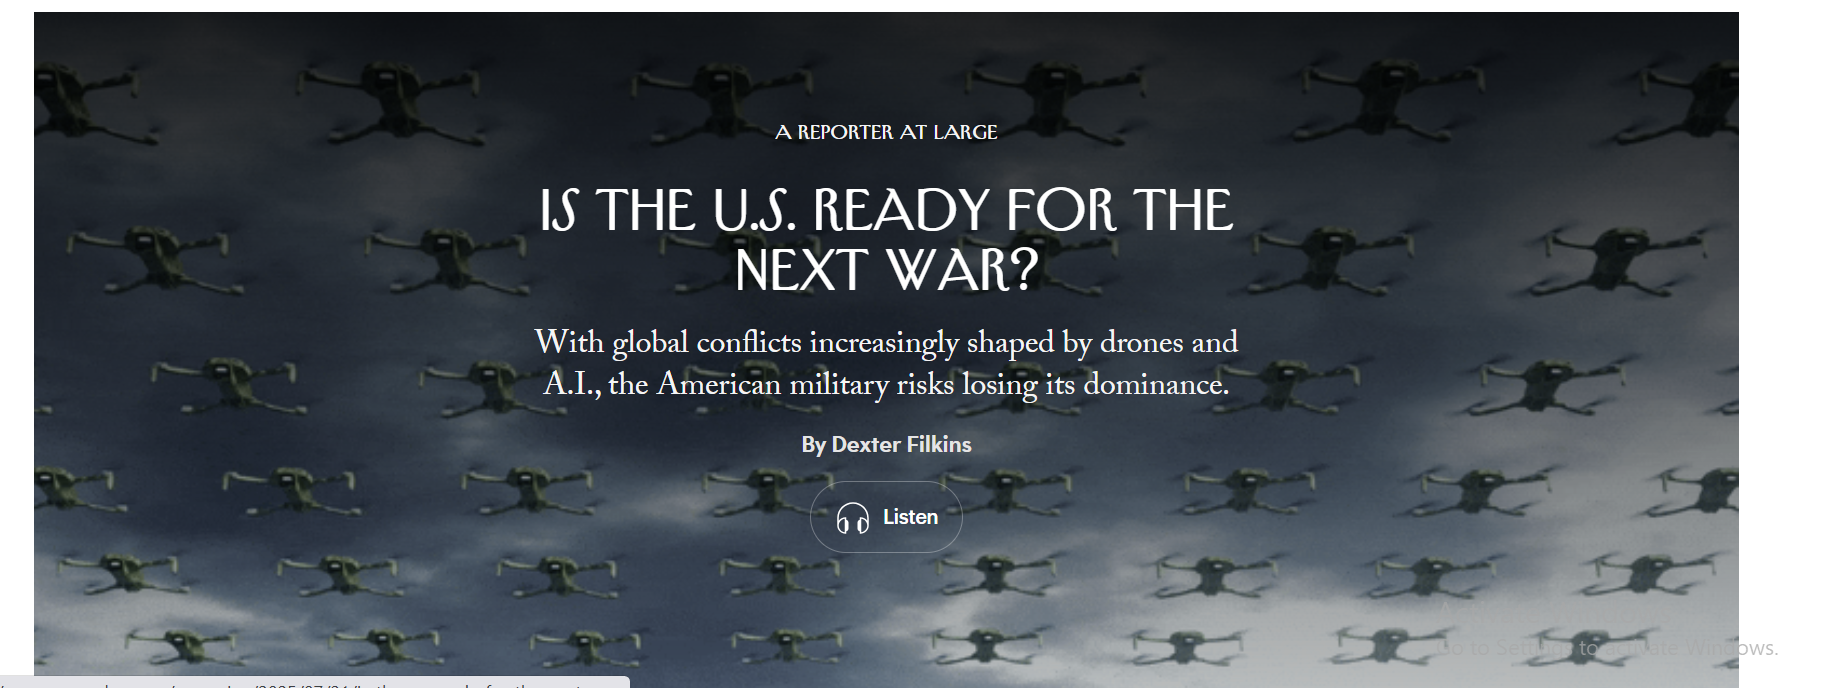 A REPORTER AT LARGE
IS THE U.S. READY FOR THE
NEXT WAR?
With global conflicts increasingly shaped by drones and
A.I., the American military risks losing its dominance.
By Dexter Filkins
Listen
Go to Settings to activate Windows.